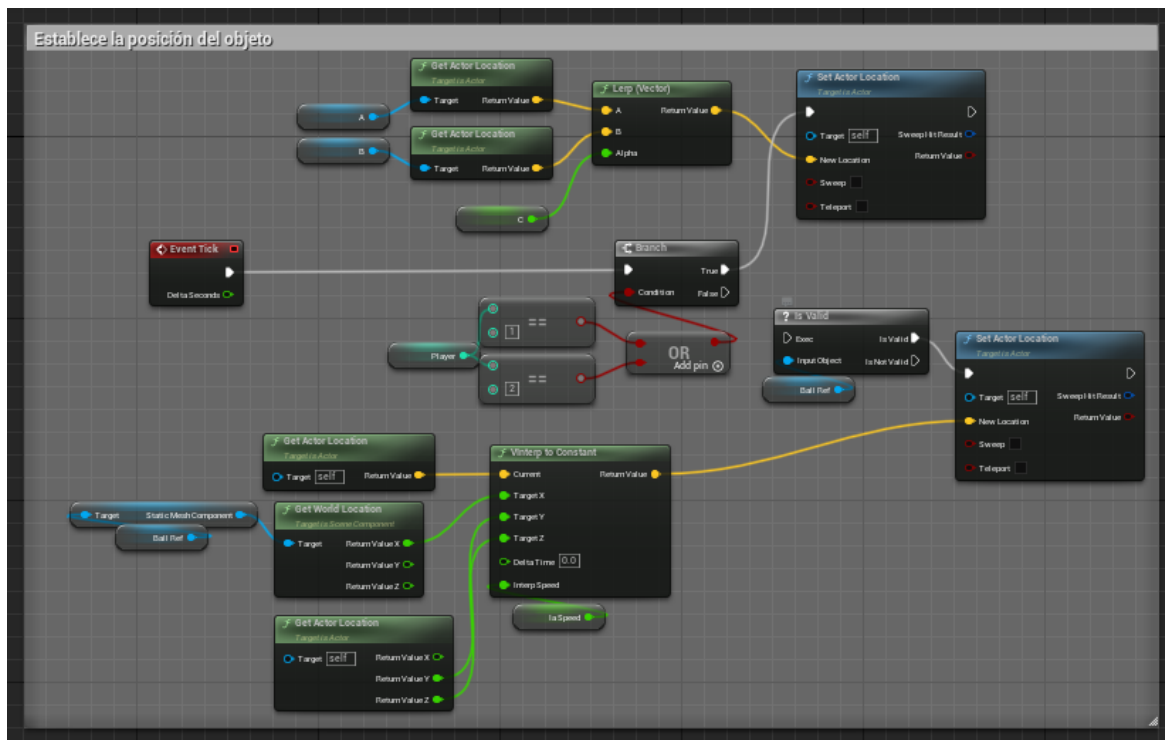 Establece la posición del objeto
Get Actor Location
Target is Actor
Target Return Value
A
Get Actor Location
Target is Actor
Target Return Value
B
Lerp (Vector)
A Return Value
B
Alpha
C
Set Actor Location
Target is Actor
Target self Sweep Hit Result
New Location Return Value
Sweep
Teleport
Event Tick
Delta Seconds
Branch
True
Condition False
Player
1 ==
2 ==
OR
Add pin
? Is Valid
Exec Is Valid
Input Object Is Not Valid
Ball Ref
Set Actor Location
Target is Actor
Target self Sweep Hit Result
New Location Return Value
Sweep
Teleport
Get Actor Location
Target is Actor
Target self Return Value
Target Static Mesh Component
Ball Ref
Get World Location
Target is Scene Component
Target Return Value X
Return Value Y
Return Value Z
Get Actor Location
Target is Actor
Target self Return Value X
Return Value Y
Return Value Z
VInterp to Constant
Current Return Value
Target X
Target Y
Target Z
Delta Time 0.0
Interp Speed
Ia Speed